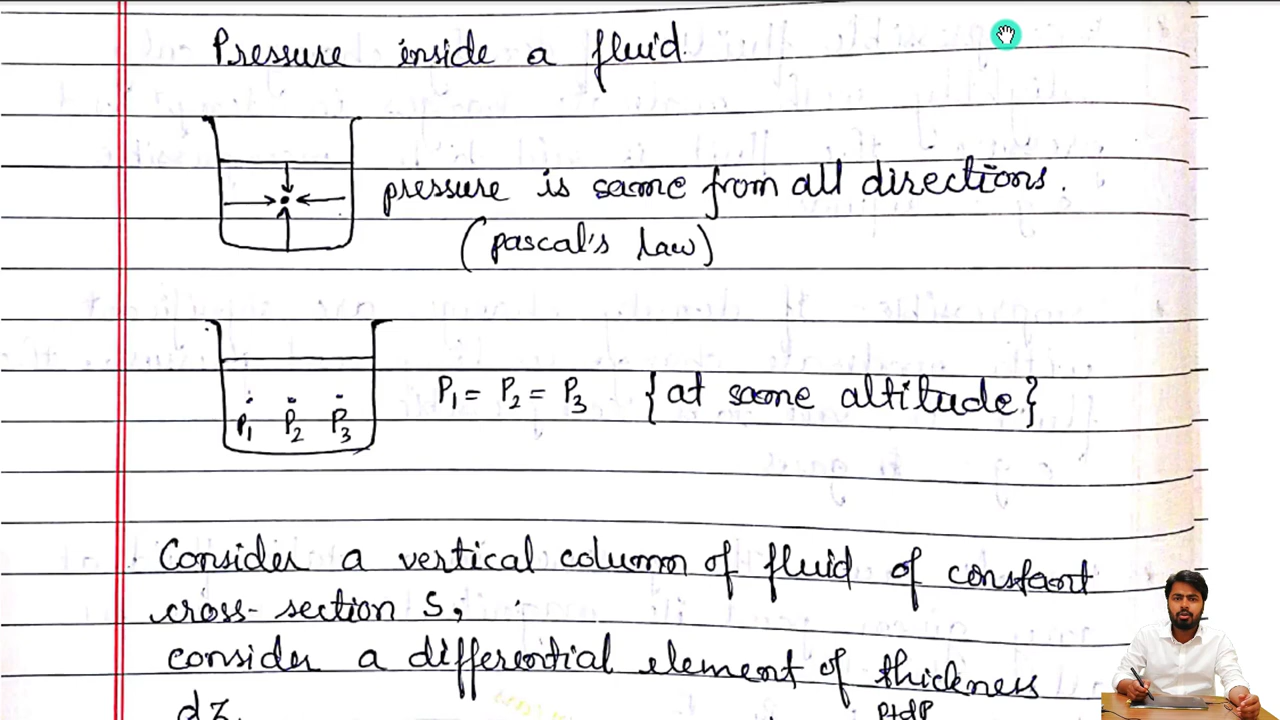 Pressure inside a fluid.
pressure is same from all directions.
(pascal's law)
P₁ = P₂ = P₃ {at same altitude}
P₁ P₂ P₃
Consider a vertical column of fluid of constant
cross-section S,
consider a differential element of thickness
dz.
P+dP